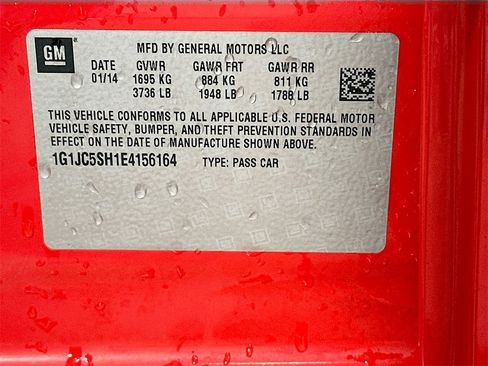 GM
MFD BY GENERAL MOTORS LLC
DATE GVWR GAWR FRT GAWR RR
01/14 1695 KG 884 KG 811 KG
3736 LB 1948 LB 1788 LB
THIS VEHICLE CONFORMS TO ALL APPLICABLE U.S. FEDERAL MOTOR
VEHICLE SAFETY, BUMPER, AND THEFT PREVENTION STANDARDS IN
EFFECT ON THE DATE OF MANUFACTURE SHOWN ABOVE.
1G1JC5SH1E4156164 TYPE: PASS CAR